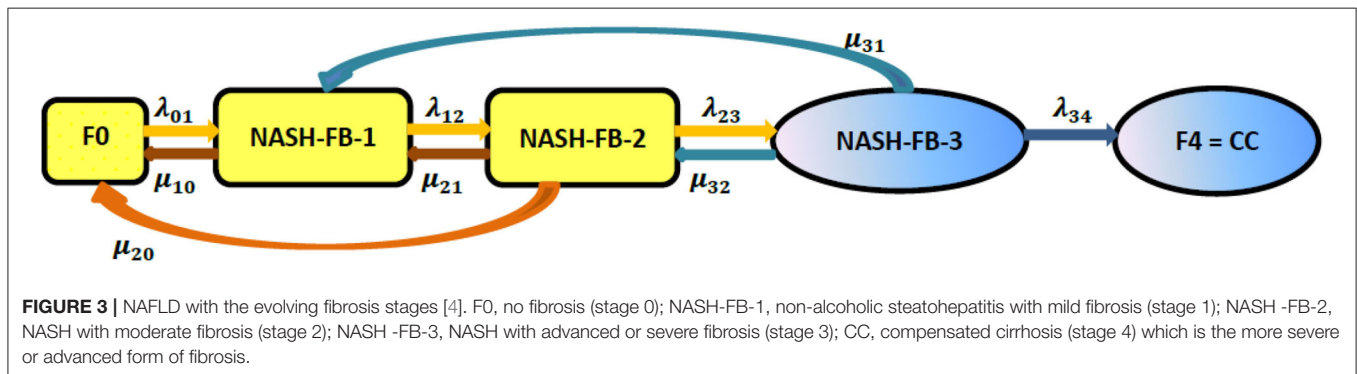 μ31
λ01
λ12
λ23
λ34
F0
NASH-FB-1
NASH-FB-2
NASH-FB-3
F4 = CC
μ10
μ21
μ32
μ20
FIGURE 3 | NAFLD with the evolving fibrosis stages [4]. F0, no fibrosis (stage 0); NASH-FB-1, non-alcoholic steatohepatitis with mild fibrosis (stage 1); NASH -FB-2,
NASH with moderate fibrosis (stage 2); NASH -FB-3, NASH with advanced or severe fibrosis (stage 3); CC, compensated cirrhosis (stage 4) which is the more severe
or advanced form of fibrosis.